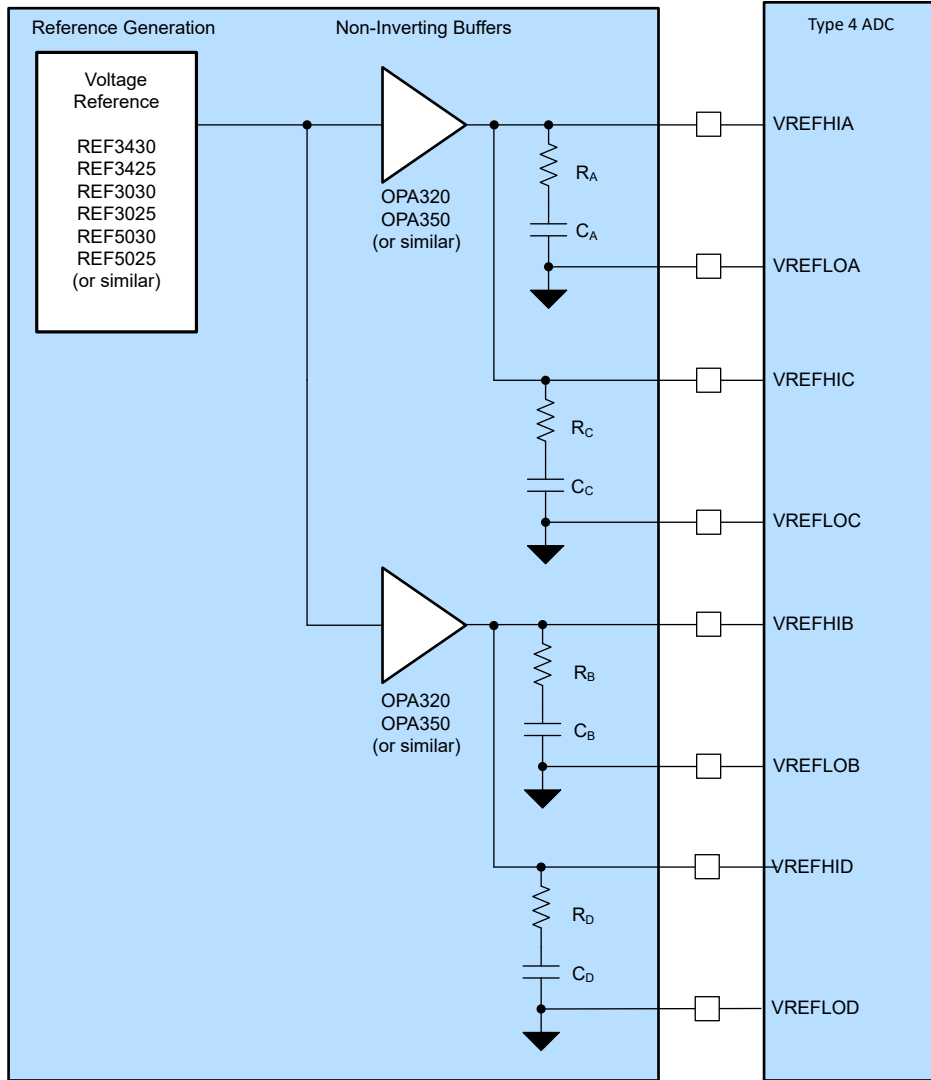 Reference Generation
Non-Inverting Buffers
Type 4 ADC
Voltage
Reference
REF3430
REF3425
REF3030
REF3025
REF5030
REF5025
(or similar)
OPA320
OPA350
(or similar)
RA
CA
VREFHIA
VREFLOA
RC
CC
VREFHIC
VREFLOC
OPA320
OPA350
(or similar)
RB
CB
VREFHIB
VREFLOB
RD
CD
VREFHID
VREFLOD